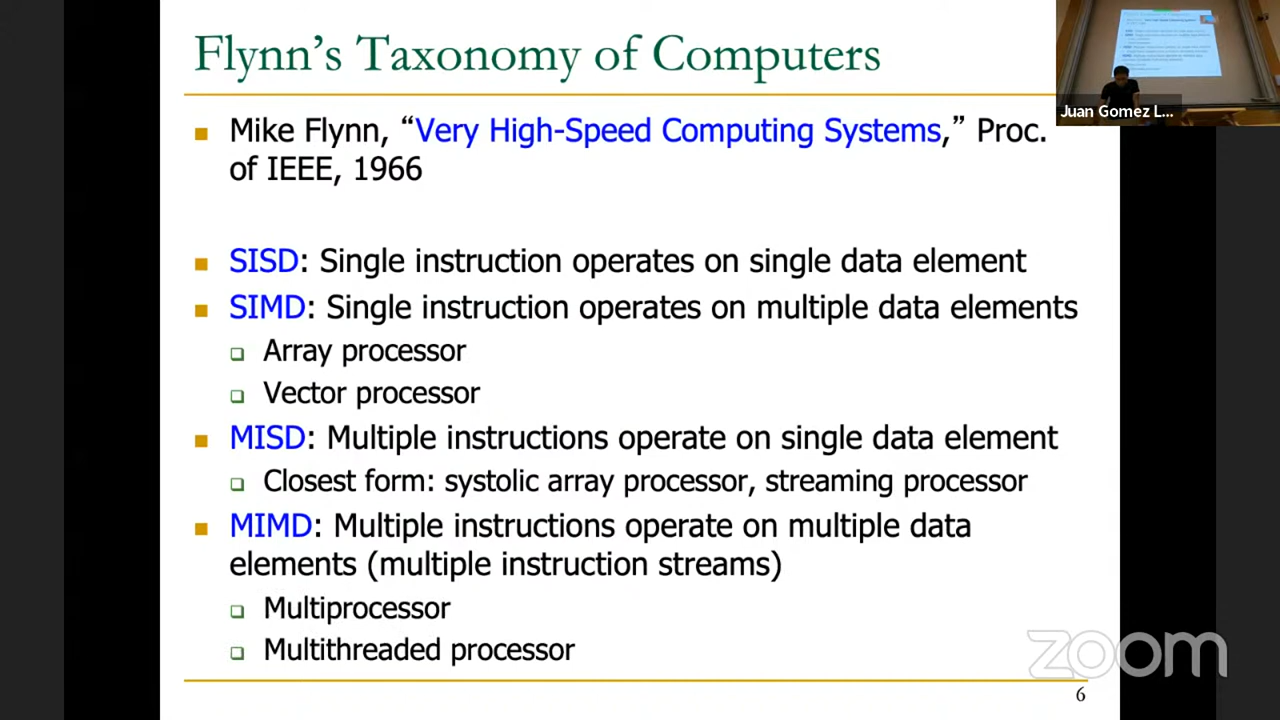 Flynn’s Taxonomy of Computers
Juan Gomez L...
Mike Flynn, “Very High-Speed Computing Systems,” Proc.
of IEEE, 1966
SISD: Single instruction operates on single data element
SIMD: Single instruction operates on multiple data elements
Array processor
Vector processor
MISD: Multiple instructions operate on single data element
Closest form: systolic array processor, streaming processor
MIMD: Multiple instructions operate on multiple data
elements (multiple instruction streams)
Multiprocessor
Multithreaded processor
zoom
6